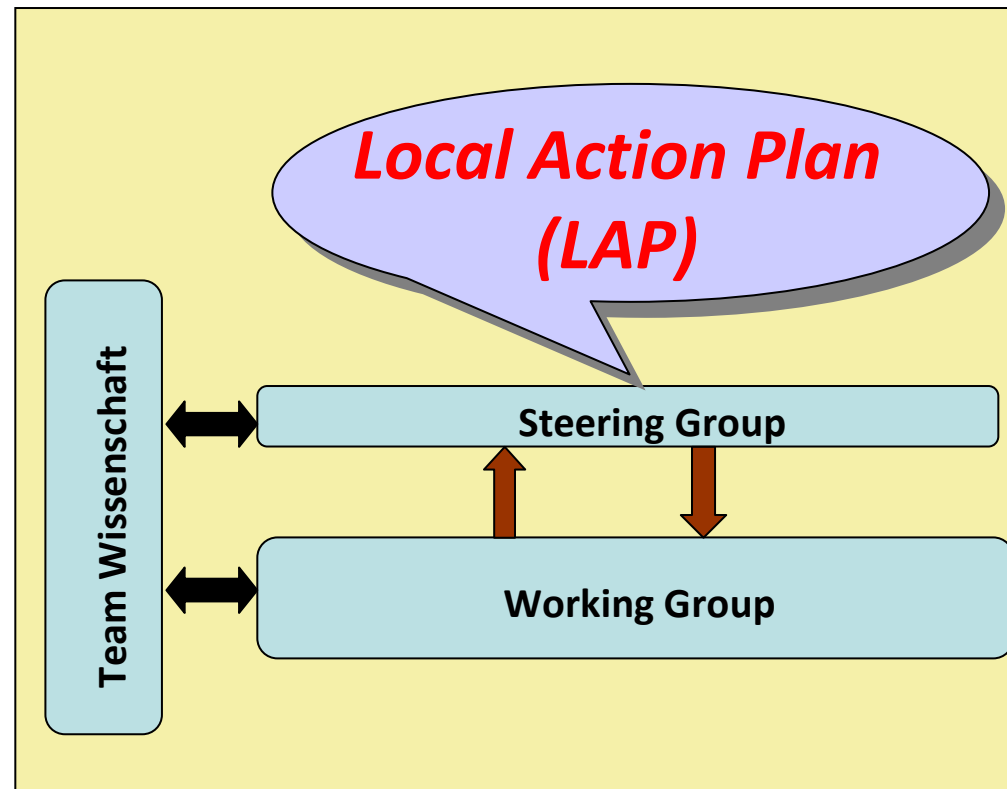 Local Action Plan
(LAP)
Team Wissenschaft
Steering Group
Working Group